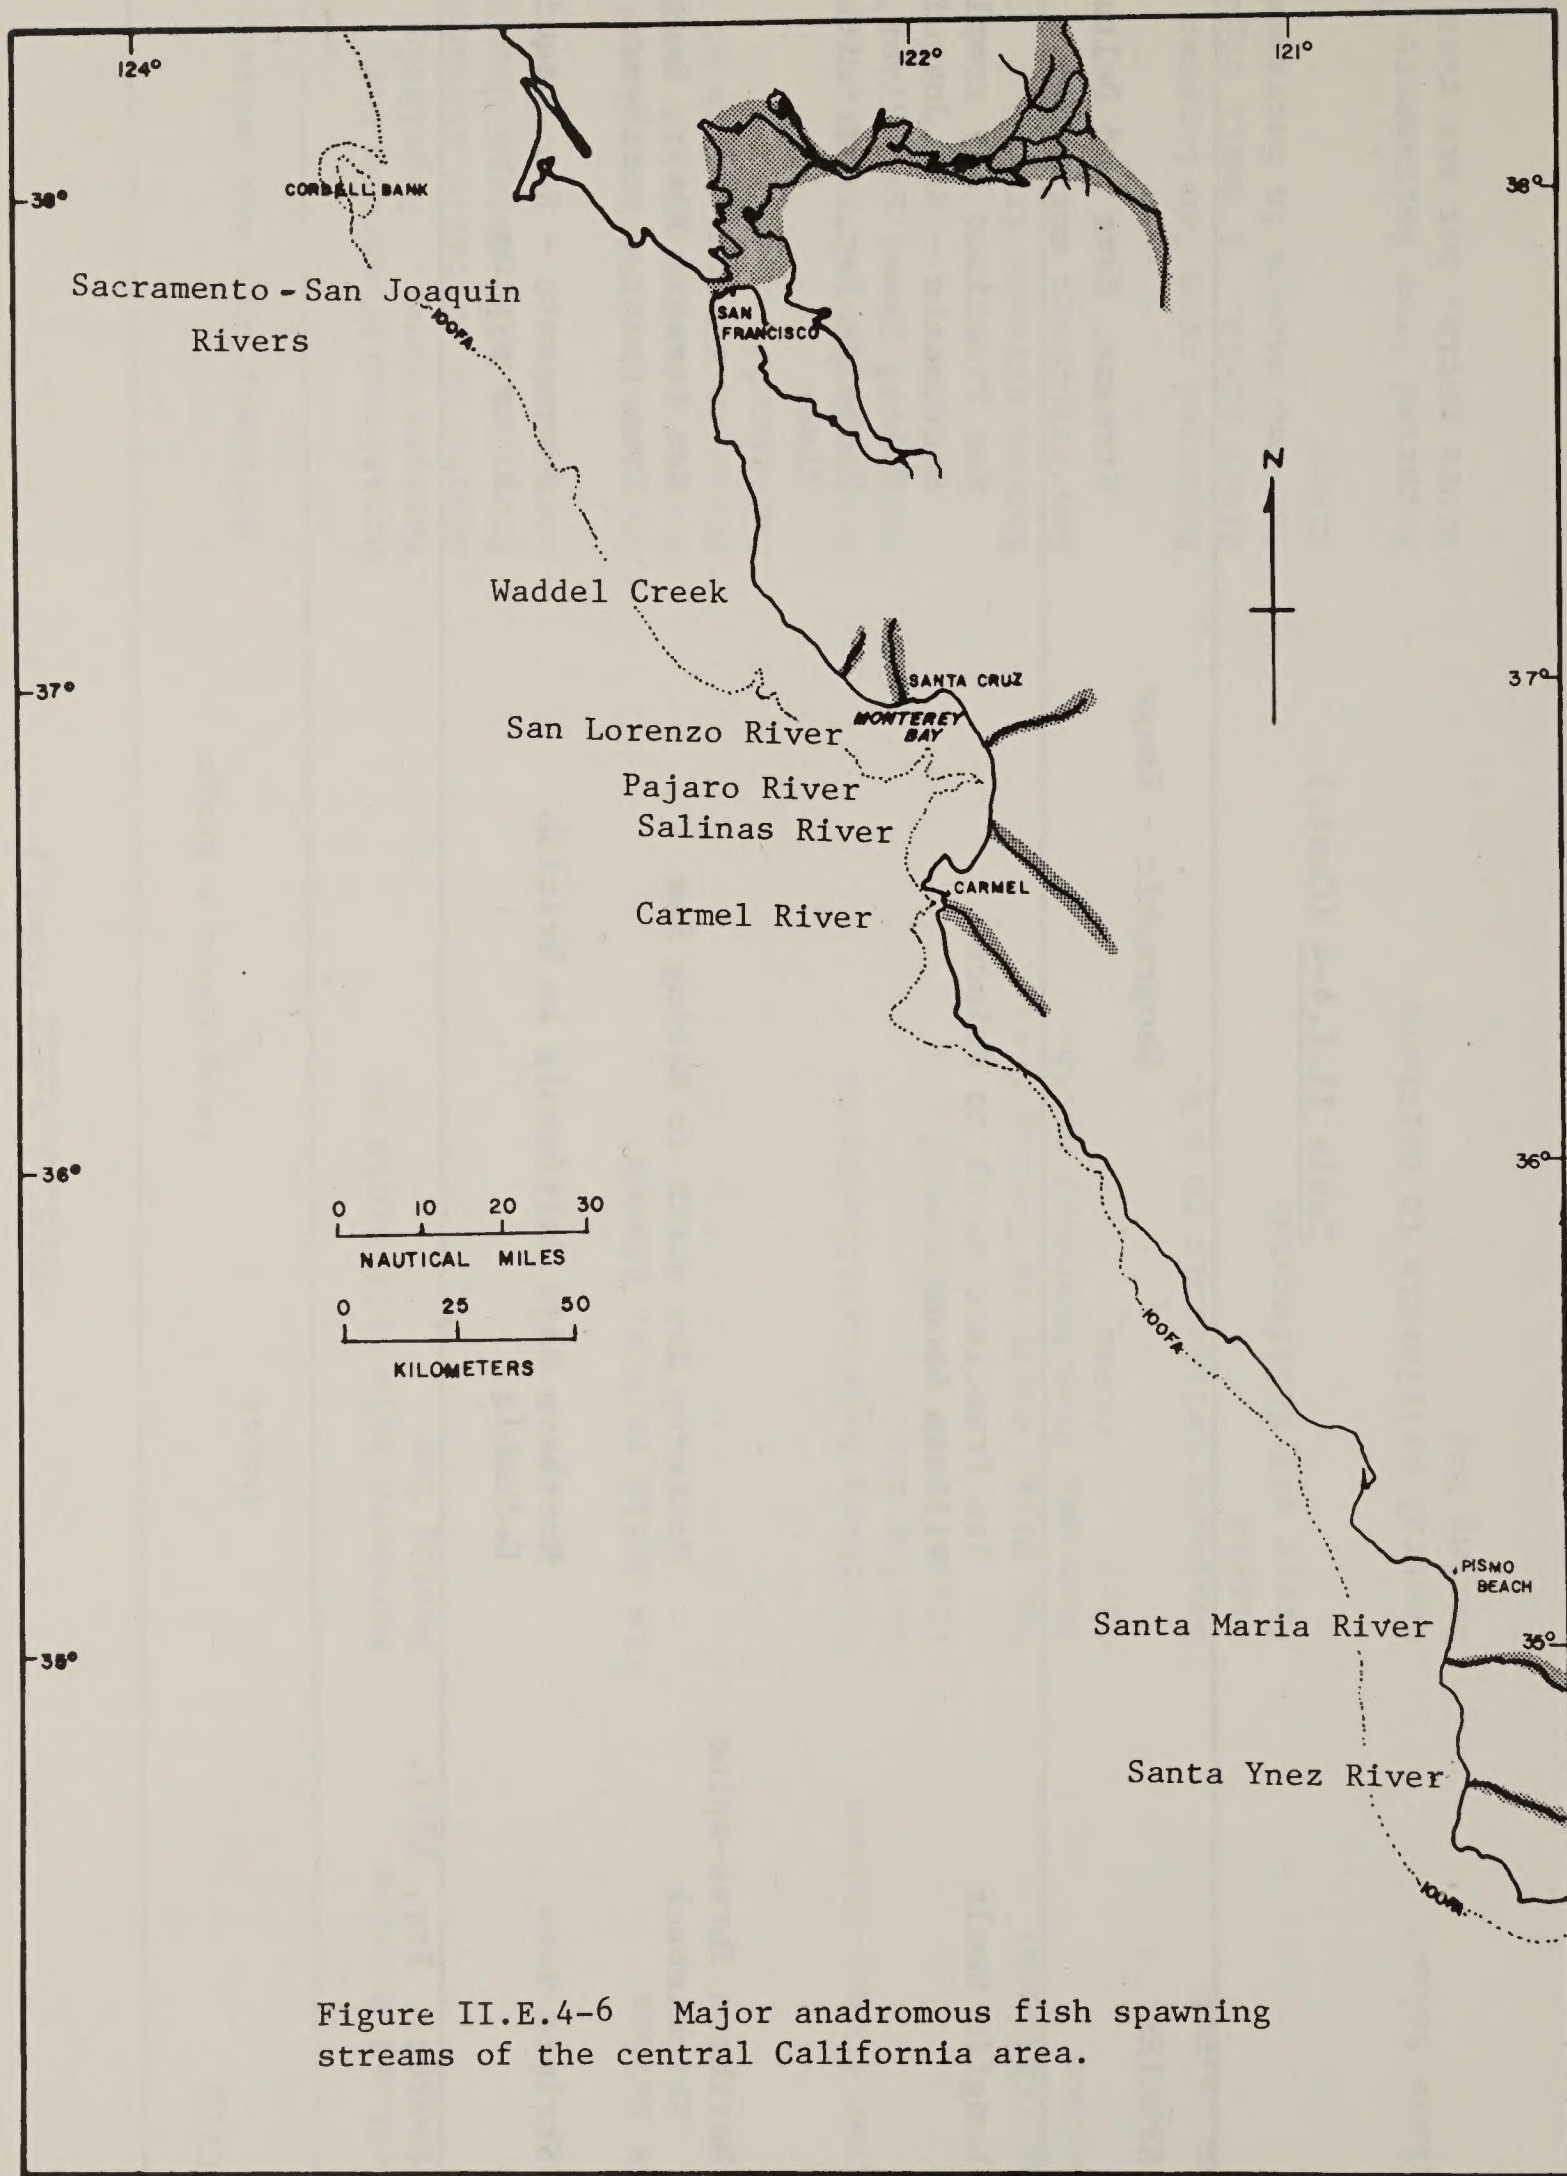 124°
122°
121°
38°
38°
CORDELL BANK
Sacramento - San Joaquin
Rivers
100FA.
SAN
FRANCISCO
N
Waddel Creek
37°
37°
SANTA CRUZ
MONTEREY
BAY
San Lorenzo River
Pajaro River
Salinas River
CARMEL
Carmel River
36°
36°
0 10 20 30
NAUTICAL MILES
0 25 50
KILOMETERS
100FA.
PISMO
BEACH
Santa Maria River
35°
35°
Santa Ynez River
100FA.
Figure II.E.4-6 Major anadromous fish spawning
streams of the central California area.